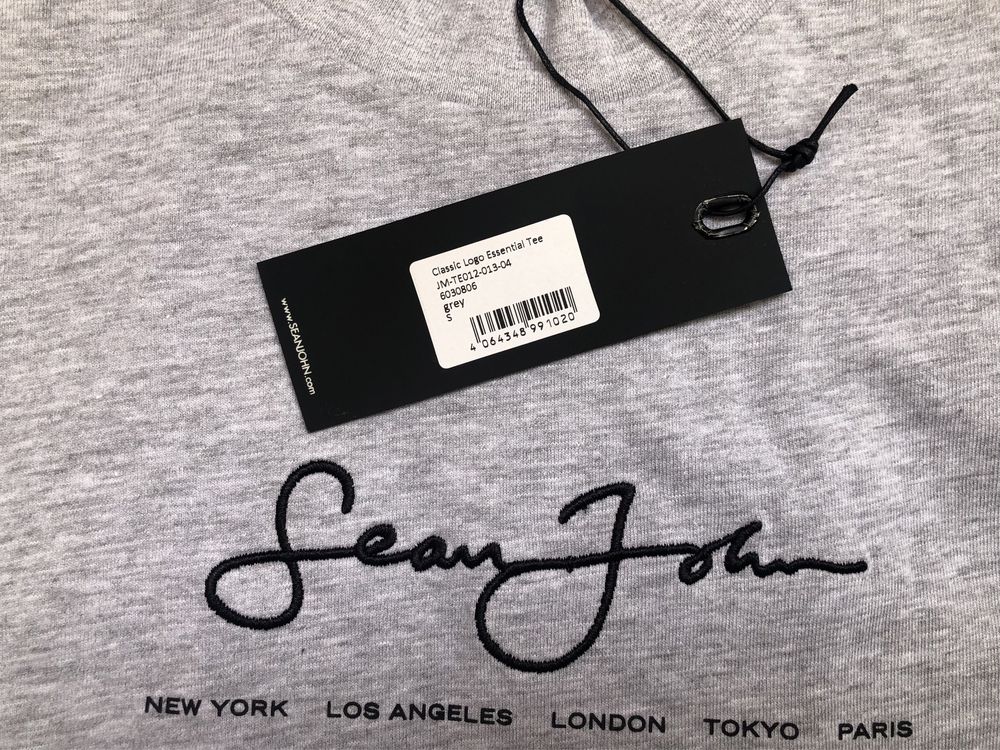 Classic Logo Essential Tee
JM-TE012-013-04
6030806
grey
S
4 064348 991020
www.SEANJOHN.com
Sean John
NEW YORK LOS ANGELES LONDON TOKYO PARIS